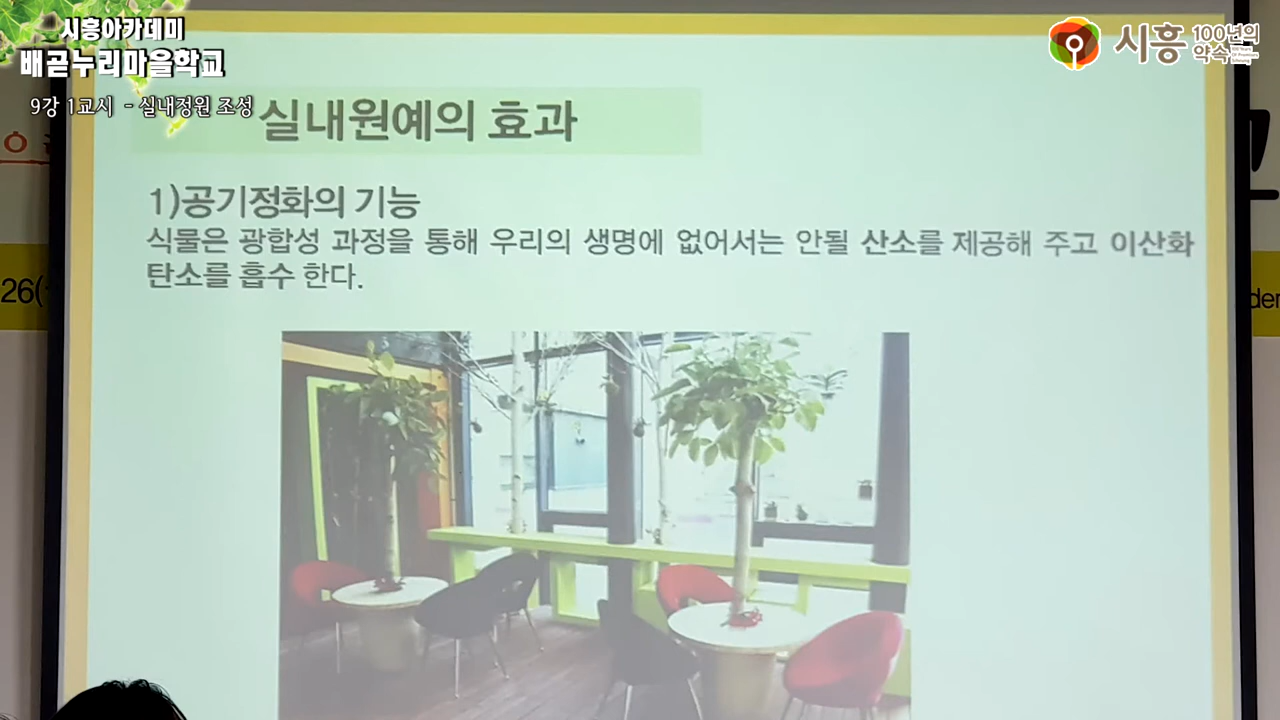 시흥아카데미
배곧누리마을학교
9강 1교시 - 실내정원 조성
시흥
100년의
약속
실내원예의 효과
1)공기정화의 기능
식물은 광합성 과정을 통해 우리의 생명에 없어서는 안될 산소를 제공해 주고 이산화
탄소를 흡수 한다.
26(
der